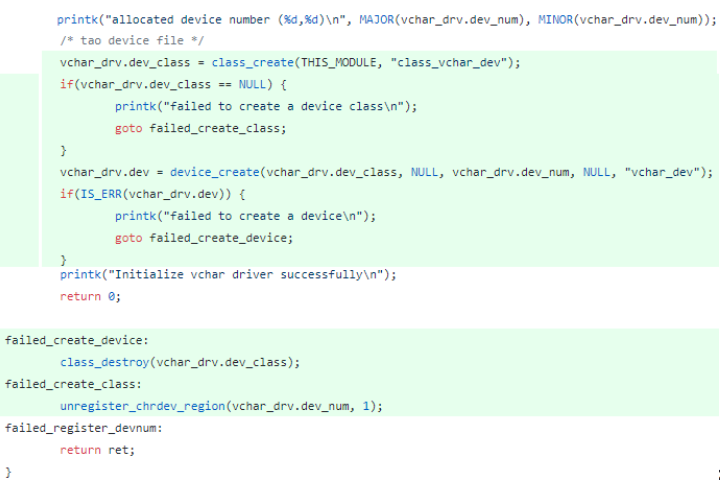 printk("allocated device number (%d,%d)\n", MAJOR(vchar_drv.dev_num), MINOR(vchar_drv.dev_num));
/* tao device file */
vchar_drv.dev_class = class_create(THIS_MODULE, "class_vchar_dev");
if(vchar_drv.dev_class == NULL) {
printk("failed to create a device class\n");
goto failed_create_class;
}
vchar_drv.dev = device_create(vchar_drv.dev_class, NULL, vchar_drv.dev_num, NULL, "vchar_dev");
if(IS_ERR(vchar_drv.dev)) {
printk("failed to create a device\n");
goto failed_create_device;
}
printk("Initialize vchar driver successfully\n");
return 0;
failed_create_device:
class_destroy(vchar_drv.dev_class);
failed_create_class:
unregister_chrdev_region(vchar_drv.dev_num, 1);
failed_register_devnum:
return ret;
}